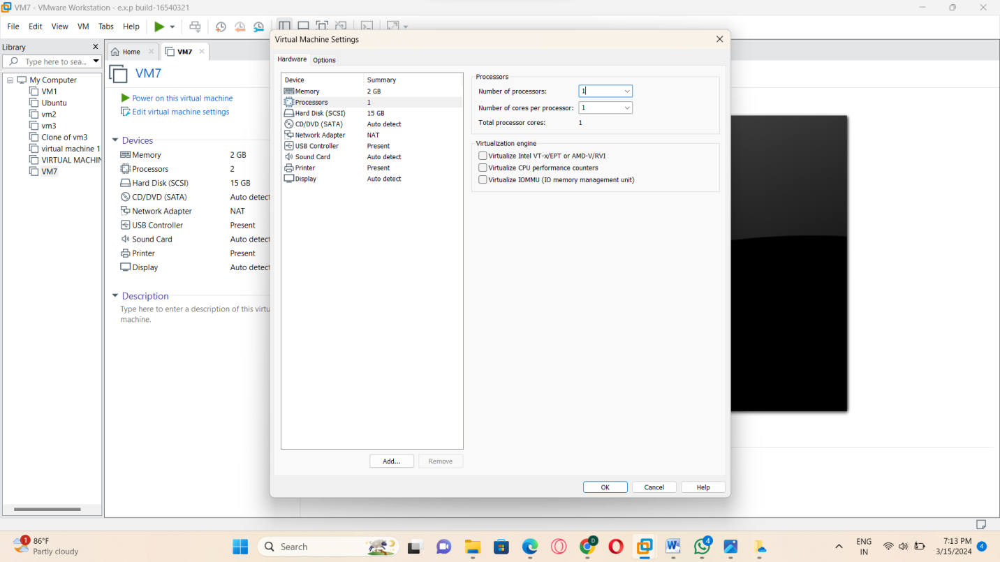 VM7 - VMware Workstation - e.x.p build-16540321
File Edit View VM Tabs Help
Library
Type here to sea...
My Computer
VM1
Ubuntu
vm2
vm3
Clone of vm3
virtual machine 1
VIRTUAL MACHIN
VM7
Home
VM7
VM7
Power on this virtual machine
Edit virtual machine settings
Devices
Memory 2 GB
Processors 2
Hard Disk (SCSI) 15 GB
CD/DVD (SATA) Auto detect
Network Adapter NAT
USB Controller Present
Sound Card Auto detect
Printer Present
Display Auto detect
Description
Type here to enter a description of this virtu
machine.
Virtual Machine Settings
Hardware Options
Device Summary
Memory 2 GB
Processors 1
Hard Disk (SCSI) 15 GB
CD/DVD (SATA) Auto detect
Network Adapter NAT
USB Controller Present
Sound Card Auto detect
Printer Present
Display Auto detect
Add... Remove
Processors
Number of processors: 1
Number of cores per processor: 1
Total processor cores: 1
Virtualization engine
Virtualize Intel VT-x/EPT or AMD-V/RVI
Virtualize CPU performance counters
Virtualize IOMMU (IO memory management unit)
OK Cancel Help
1
86°F
Partly cloudy
Search
D
W
4
ENG
IN
7:13 PM
3/15/2024
4